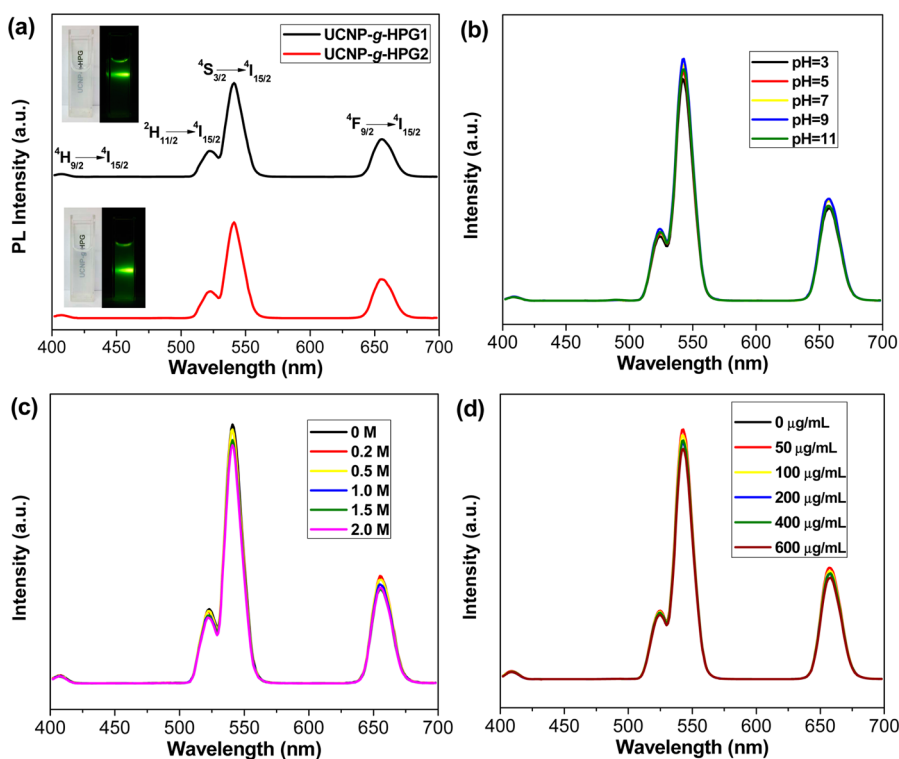 (a)
UCNP-g-HPG1
UCNP-g-HPG2
UCNP-g-HPG
⁴S₃/₂ → ⁴I₁₅/₂
²H₁₁/₂ → ⁴I₁₅/₂
⁴F₉/₂ → ⁴I₁₅/₂
⁴H₉/₂ → ⁴I₁₅/₂
UCNP-g-HPG
PL Intensity (a.u.)
400 450 500 550 600 650 700
Wavelength (nm)
(b)
pH=3
pH=5
pH=7
pH=9
pH=11
Intensity (a.u.)
400 450 500 550 600 650 700
Wavelength (nm)
(c)
0 M
0.2 M
0.5 M
1.0 M
1.5 M
2.0 M
Intensity (a.u.)
400 450 500 550 600 650 700
Wavelength (nm)
(d)
0 μg/mL
50 μg/mL
100 μg/mL
200 μg/mL
400 μg/mL
600 μg/mL
Intensity (a.u.)
400 450 500 550 600 650 700
Wavelength (nm)